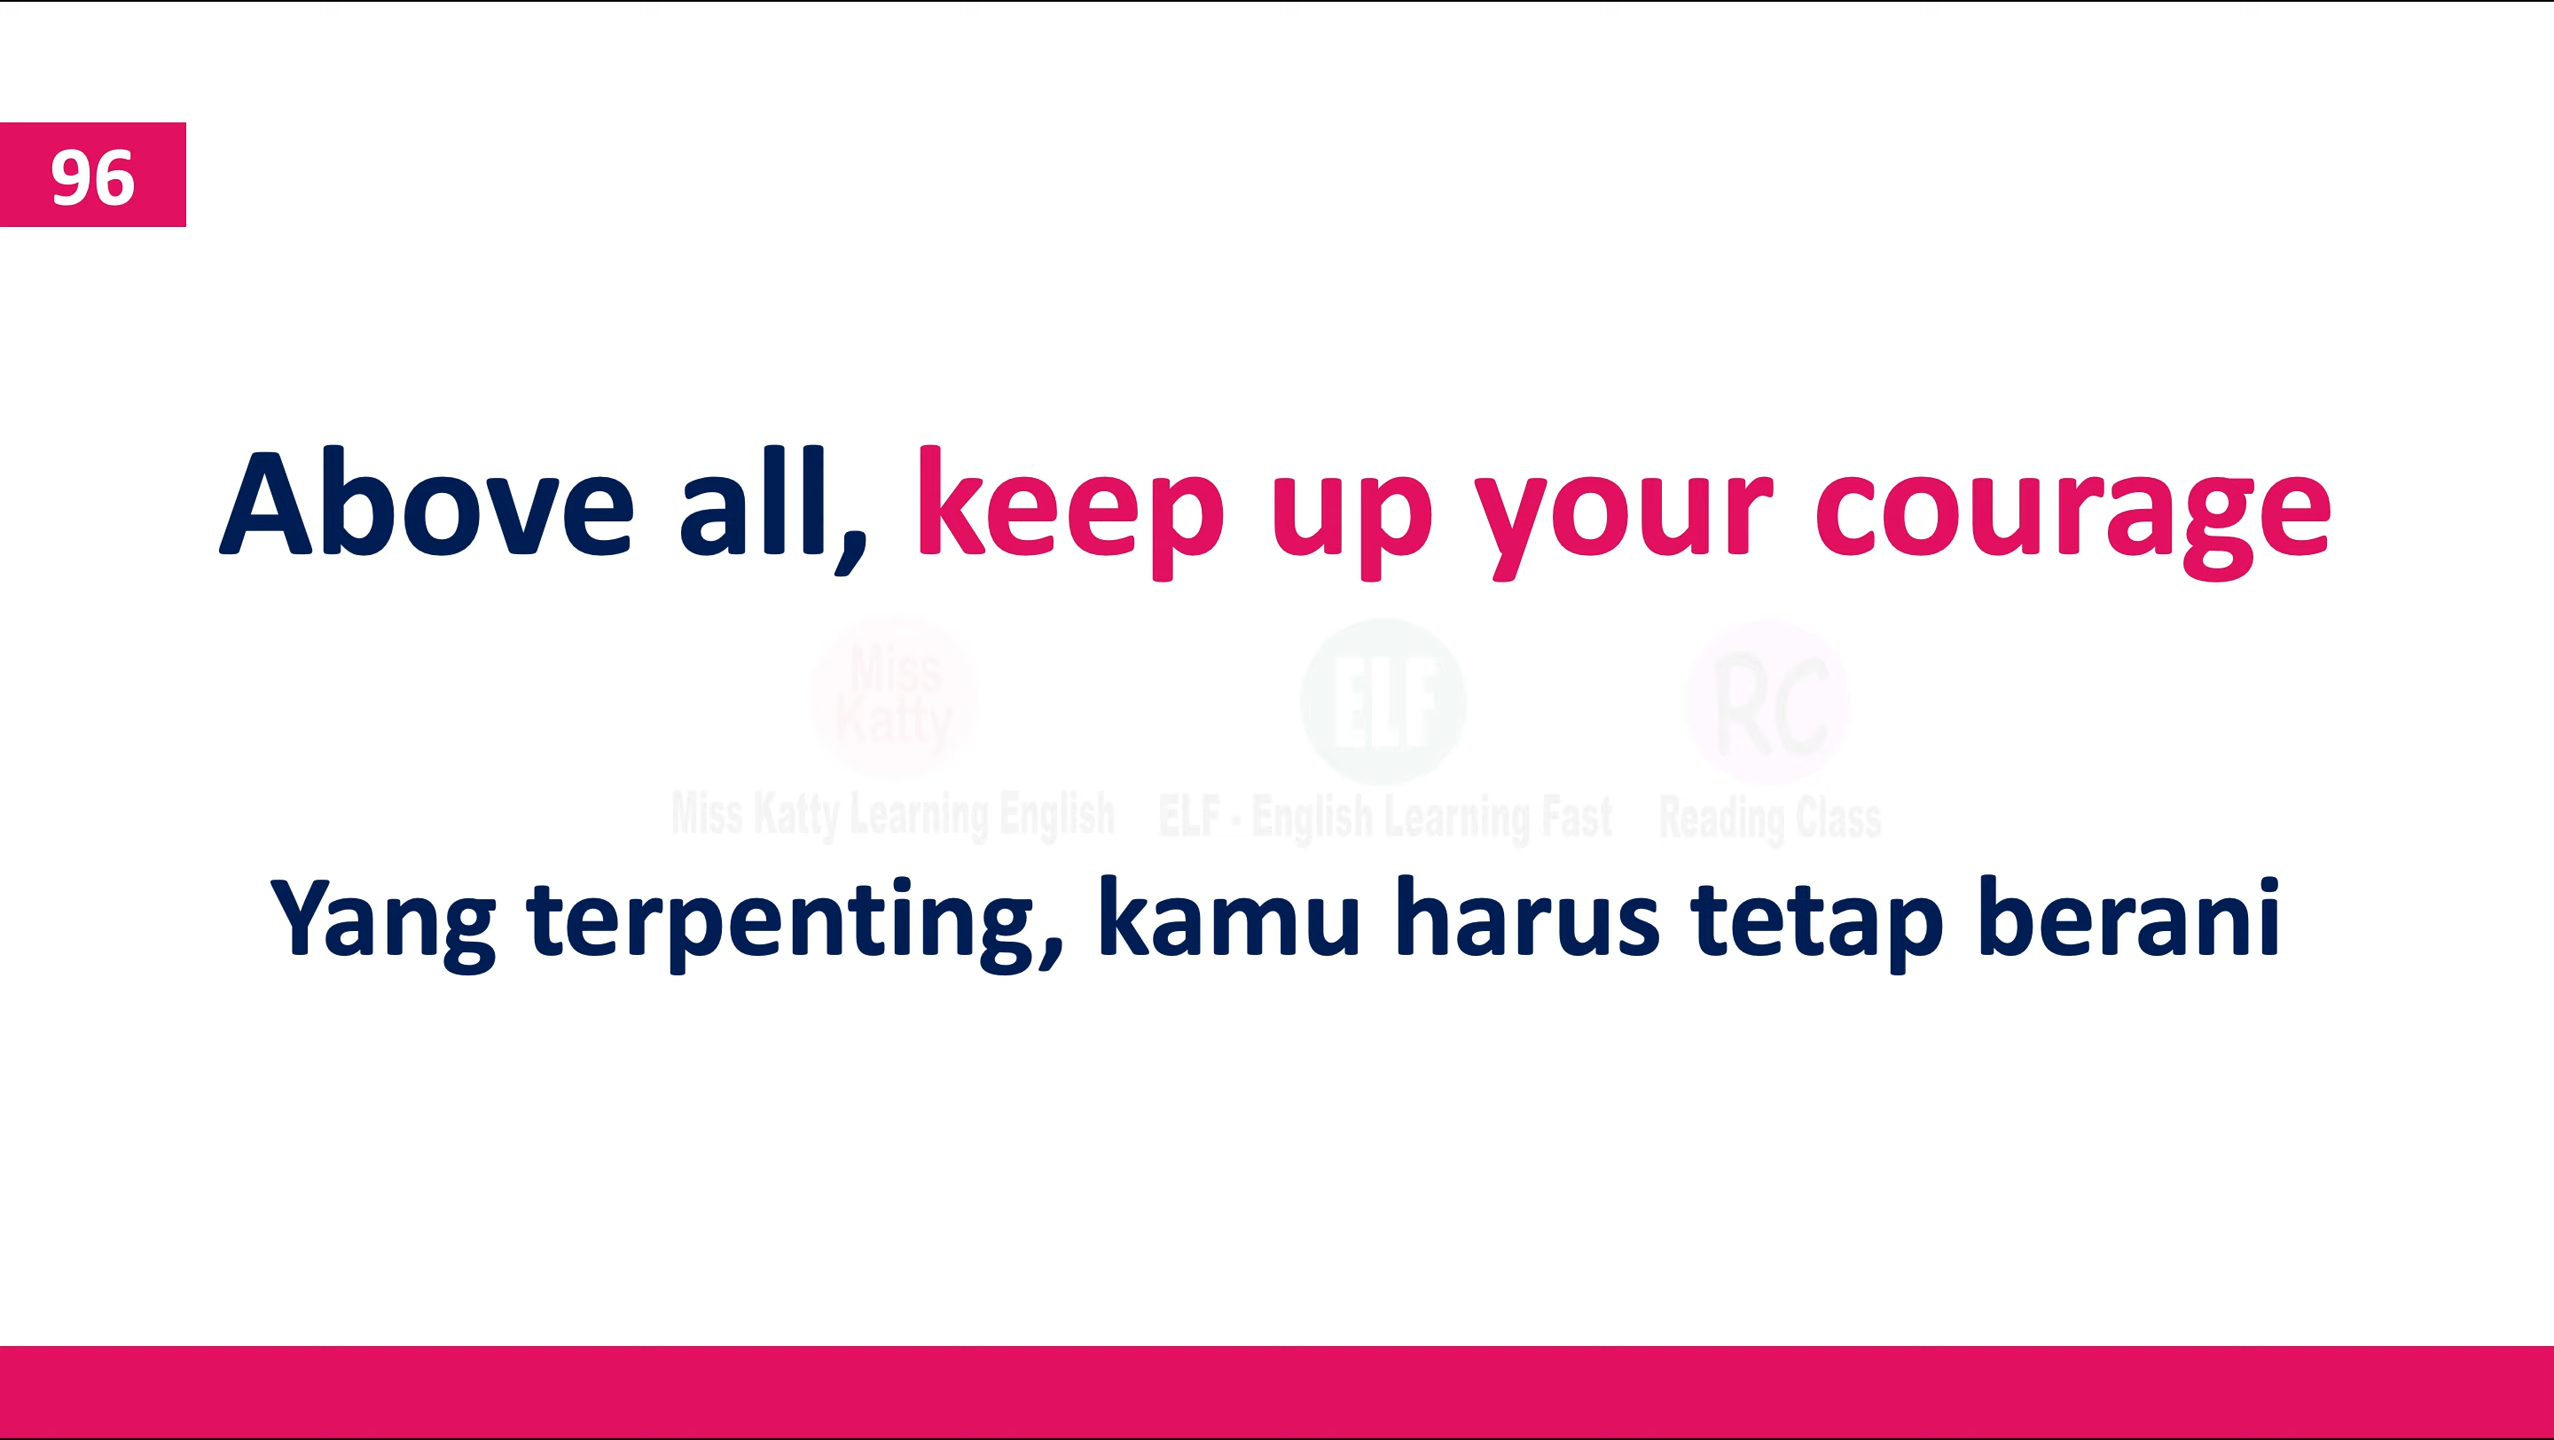 96
Above all, keep up your courage
Miss
Katty
ELF
RC
Miss Katty Learning English
ELF - English Learning Fast
Reading Class
Yang terpenting, kamu harus tetap berani